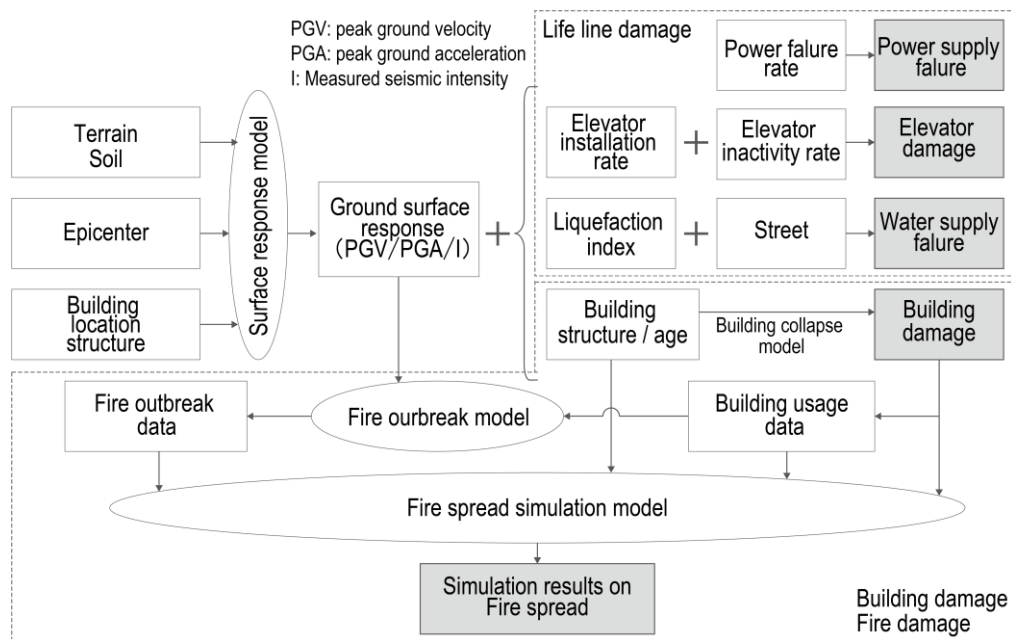 PGV: peak ground velocity
PGA: peak ground acceleration
I: Measured seismic intensity
Life line damage
Power falure
rate
Power supply
falure
Terrain
Soil
Elevator
installation
rate
+
Elevator
inactivity rate
Elevator
damage
Surface response model
Epicenter
Ground surface
response
(PGV/PGA/I)
+
Liquefaction
index
+
Street
Water supply
falure
Building
location
structure
Building
structure / age
Building collapse
model
Building
damage
Fire outbreak
data
Fire ourbreak model
Building usage
data
Fire spread simulation model
Simulation results on
Fire spread
Building damage
Fire damage